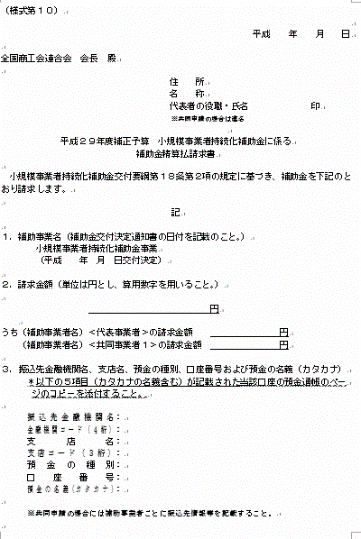 （様式第１０）
平成　　年　　月　　日
全国商工会連合会　会長　殿
住　　所
名　　称
代表者の役職・氏名　　　　　　　印
※共同申請の場合は連名
平成２９年度補正予算　小規模事業者持続化補助金に係る
補助金精算払請求書
　小規模事業者持続化補助金交付要綱第１８条第２項の規定に基づき、補助金を下記のと
おり請求します。
記
１．補助事業名（補助金交付決定通知書の日付を記載のこと。）
小規模事業者持続化補助金事業
（平成　　年　月　日交付決定）
２．請求金額（単位は円とし、算用数字を用いること。）
円
うち（補助事業者名）＜代表事業者＞の請求金額　　　　　　　円
（補助事業者名）＜共同事業者１＞の請求金額　　　　　　　円
３．振込先金融機関名、支店名、預金の種別、口座番号および預金の名義（カタカナ）
＊以下の５項目（カタカナの名義含む）が記載された当該口座の預金通帳のペー
ジのコピーを添付すること。
振込先金融機関名：
金融機関コード（４桁）：
支　　店　　名：
支店コード（３桁）：
預　金　の　種　別：
口　座　番　号：
預金の名義（カタカナ）：
※共同申請の場合には補助事業者ごとに振込先情報等を記載すること。